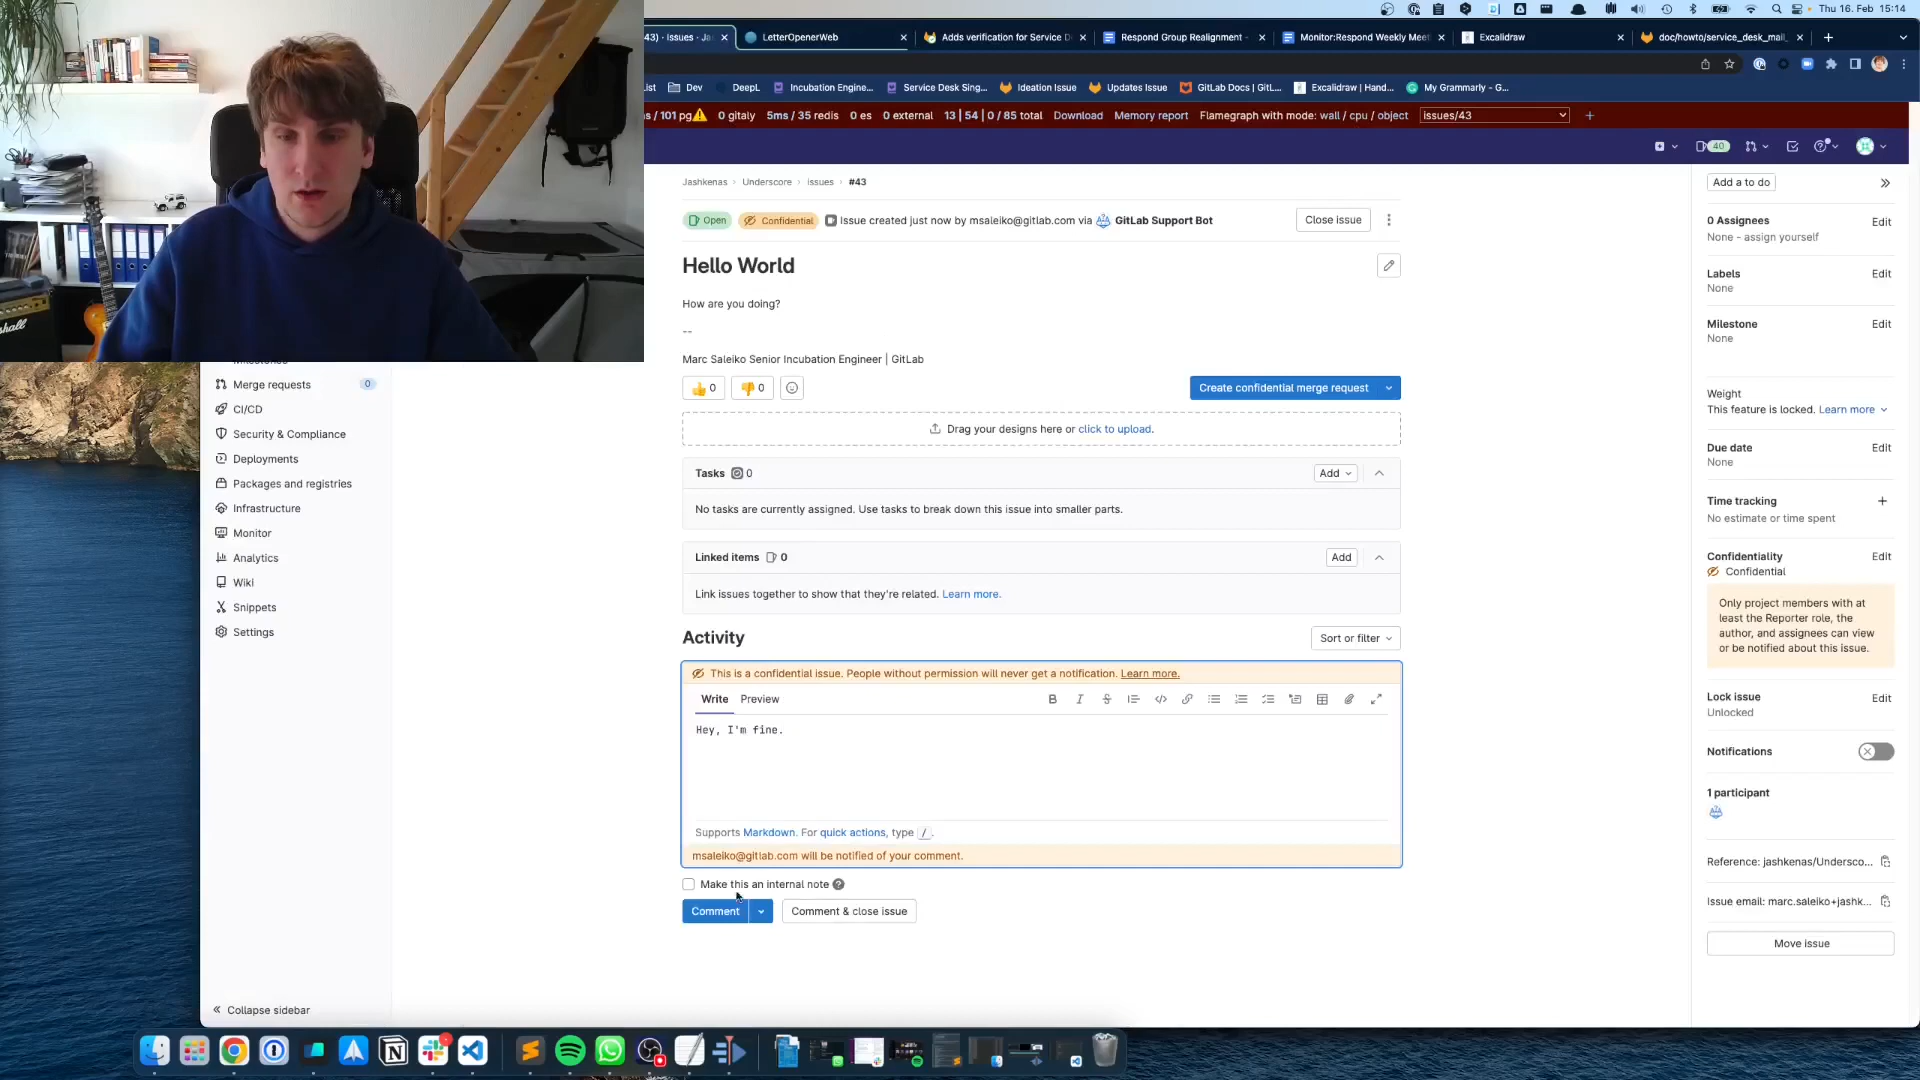 Thu 16. Feb 15:14
43) · Issues · Ja
LetterOpenerWeb
Adds verification for Service D
Respond Group Realignment -
Monitor:Respond Weekly Meet
Excalidraw
doc/howto/service_desk_mail_
ist
Dev
DeepL
Incubation Engine...
Service Desk Sing...
Ideation Issue
Updates Issue
GitLab Docs | GitL...
Excalidraw | Hand...
My Grammarly - G...
s / 101 pg
0 gitaly
5ms / 35 redis
0 es
0 external
13 | 54 | 0 / 85 total
Download
Memory report
Flamegraph with mode: wall / cpu / object
issues/43
40
Jashkenas › Underscore › Issues › #43
Open
Confidential
Issue created just now by msaleiko@gitlab.com via GitLab Support Bot
Close issue
Hello World
How are you doing?
--
Marc Saleiko Senior Incubation Engineer | GitLab
0
0
Create confidential merge request
Drag your designs here or click to upload.
Tasks 0
Add
No tasks are currently assigned. Use tasks to break down this issue into smaller parts.
Linked items 0
Add
Link issues together to show that they're related. Learn more.
Activity
Sort or filter
This is a confidential issue. People without permission will never get a notification. Learn more.
Write
Preview
Hey, I'm fine.
Supports Markdown. For quick actions, type /.
msaleiko@gitlab.com will be notified of your comment.
Make this an internal note
Comment
Comment & close issue
Merge requests 0
CI/CD
Security & Compliance
Deployments
Packages and registries
Infrastructure
Monitor
Analytics
Wiki
Snippets
Settings
Collapse sidebar
Add a to do
0 Assignees
Edit
None - assign yourself
Labels
Edit
None
Milestone
Edit
None
Weight
This feature is locked. Learn more
Due date
Edit
None
Time tracking
No estimate or time spent
Confidentiality
Edit
Confidential
Only project members with at
least the Reporter role, the
author, and assignees can view
or be notified about this issue.
Lock issue
Edit
Unlocked
Notifications
1 participant
Reference: jashkenas/Undersco...
Issue email: marc.saleiko+jashk...
Move issue